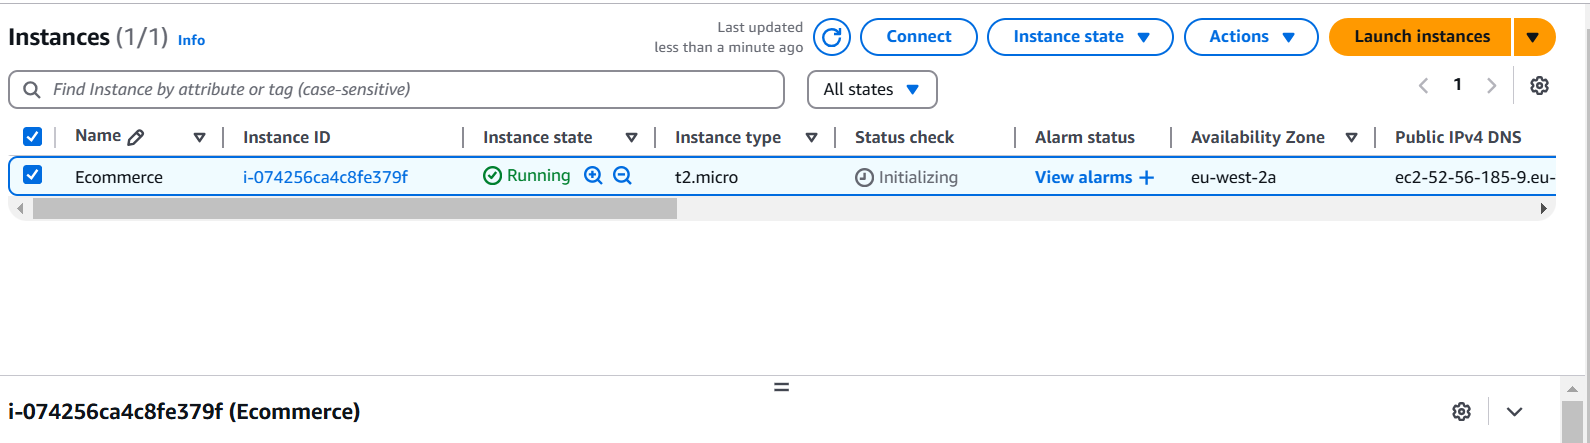 Instances (1/1) Info
Last updated
less than a minute ago
Connect
Instance state
Actions
Launch instances
Find Instance by attribute or tag (case-sensitive)
All states
1
Name Instance ID Instance state Instance type Status check Alarm status Availability Zone Public IPv4 DNS
Ecommerce i-074256ca4c8fe379f Running t2.micro Initializing View alarms + eu-west-2a ec2-52-56-185-9.eu-
i-074256ca4c8fe379f (Ecommerce)